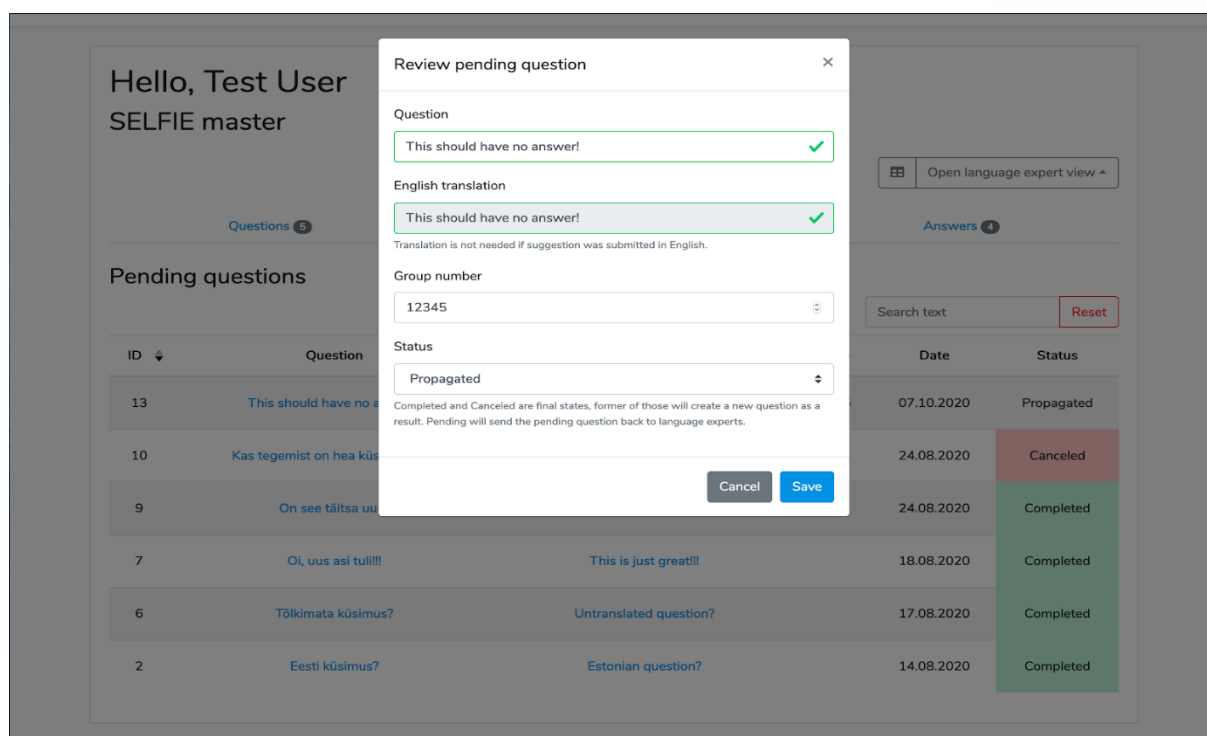 Hello, Test User
SELFIE master
Open language expert view
Questions 5
Answers 4
Pending questions
Search text Reset
ID Question Date Status
13 This should have no 07.10.2020 Propagated
10 Kas tegemist on hea 24.08.2020 Canceled
9 On see täitsa 24.08.2020 Completed
7 Oi, uus asi tuli!!! This is just great!!! 18.08.2020 Completed
6 Tõlkimata küsimus? Untranslated question? 17.08.2020 Completed
2 Eesti küsimus? Estonian question? 14.08.2020 Completed
Review pending question ×
Question
This should have no answer!
English translation
This should have no answer!
Translation is not needed if suggestion was submitted in English.
Group number
12345
Status
Propagated
Completed and Canceled are final states, former of those will create a new question as a
result. Pending will send the pending question back to language experts.
Cancel Save